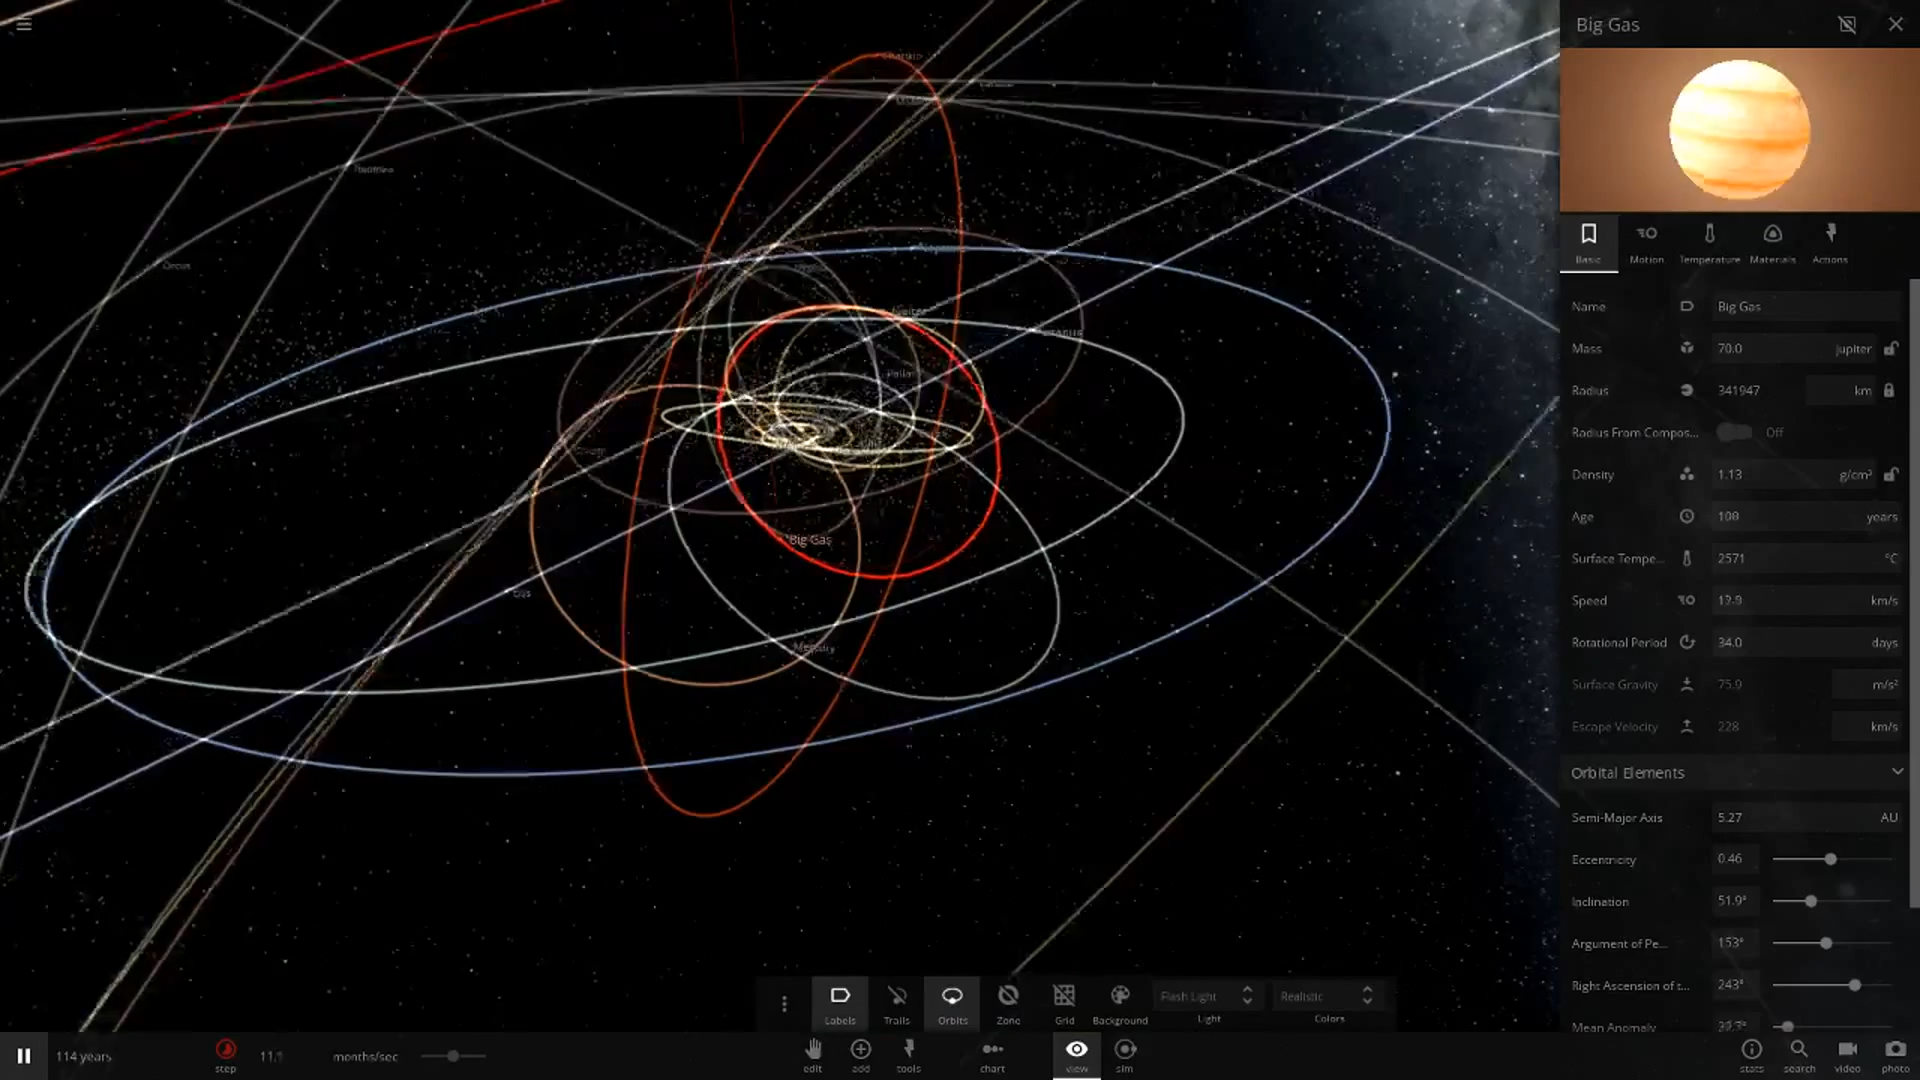 Big Gas
Basic
Motion
Temperature
Materials
Actions
Name
Big Gas
Mass
70.0
jupiter
Radius
341947
km
Radius From Compos...
Off
Density
1.13
g/cm³
Age
108
years
Surface Tempe...
2571
°C
Speed
km/s
Rotational Period
34.0
days
Surface Gravity
75.9
m/s²
Escape Velocity
228
km/s
Orbital Elements
Semi-Major Axis
5.27
AU
Eccentricity
0.46
Inclination
51.9°
Argument of Pe...
153°
Right Ascension of t...
243°
Mean Anomaly
Big Gas
Mercury
Labels
Trails
Orbits
Zone
Grid
Background
Flash Light
Light
Realistic
Colors
114 years
step
months/sec
edit
add
tools
chart
view
sim
stats
search
video
photo